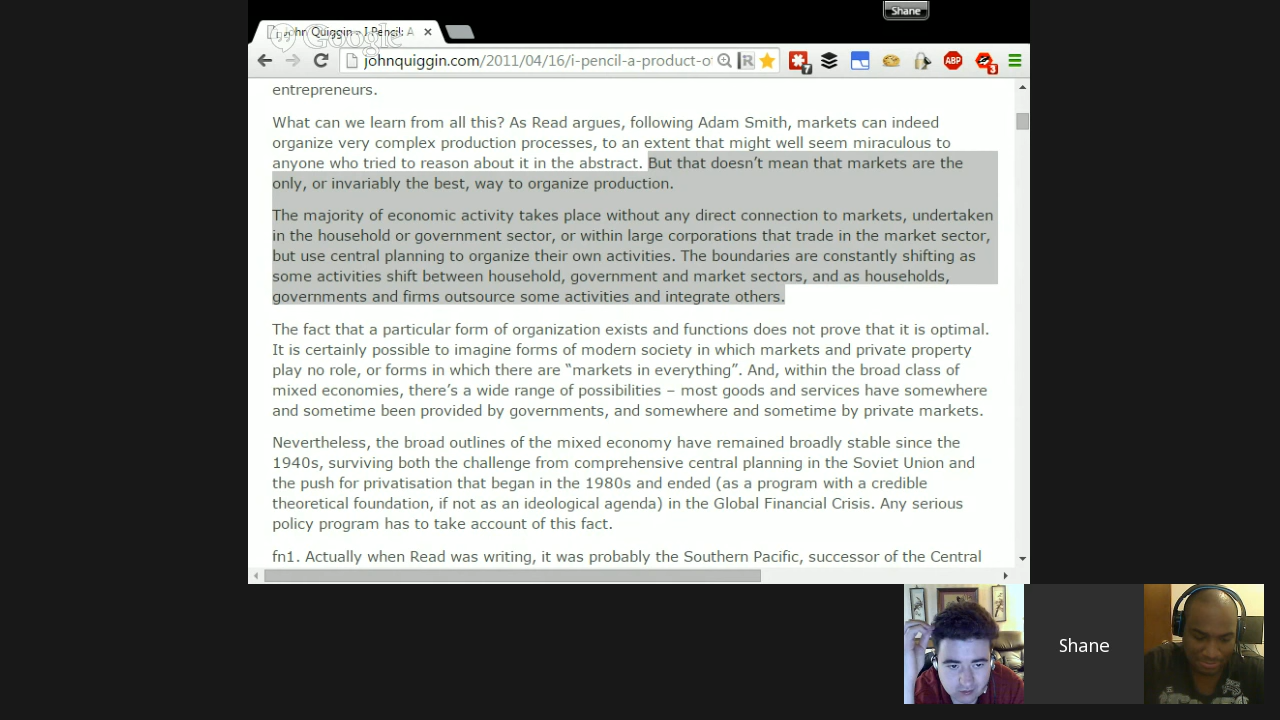 Shane
John Quiggin - I Pencil: A
Google
johnquiggin.com/2011/04/16/i-pencil-a-product-o
7
ABP
3
entrepreneurs.
What can we learn from all this? As Read argues, following Adam Smith, markets can indeed
organize very complex production processes, to an extent that might well seem miraculous to
anyone who tried to reason about it in the abstract. But that doesn’t mean that markets are the
only, or invariably the best, way to organize production.
The majority of economic activity takes place without any direct connection to markets, undertaken
in the household or government sector, or within large corporations that trade in the market sector,
but use central planning to organize their own activities. The boundaries are constantly shifting as
some activities shift between household, government and market sectors, and as households,
governments and firms outsource some activities and integrate others.
The fact that a particular form of organization exists and functions does not prove that it is optimal.
It is certainly possible to imagine forms of modern society in which markets and private property
play no role, or forms in which there are “markets in everything”. And, within the broad class of
mixed economies, there’s a wide range of possibilities – most goods and services have somewhere
and sometime been provided by governments, and somewhere and sometime by private markets.
Nevertheless, the broad outlines of the mixed economy have remained broadly stable since the
1940s, surviving both the challenge from comprehensive central planning in the Soviet Union and
the push for privatisation that began in the 1980s and ended (as a program with a credible
theoretical foundation, if not as an ideological agenda) in the Global Financial Crisis. Any serious
policy program has to take account of this fact.
fn1. Actually when Read was writing, it was probably the Southern Pacific, successor of the Central
Shane